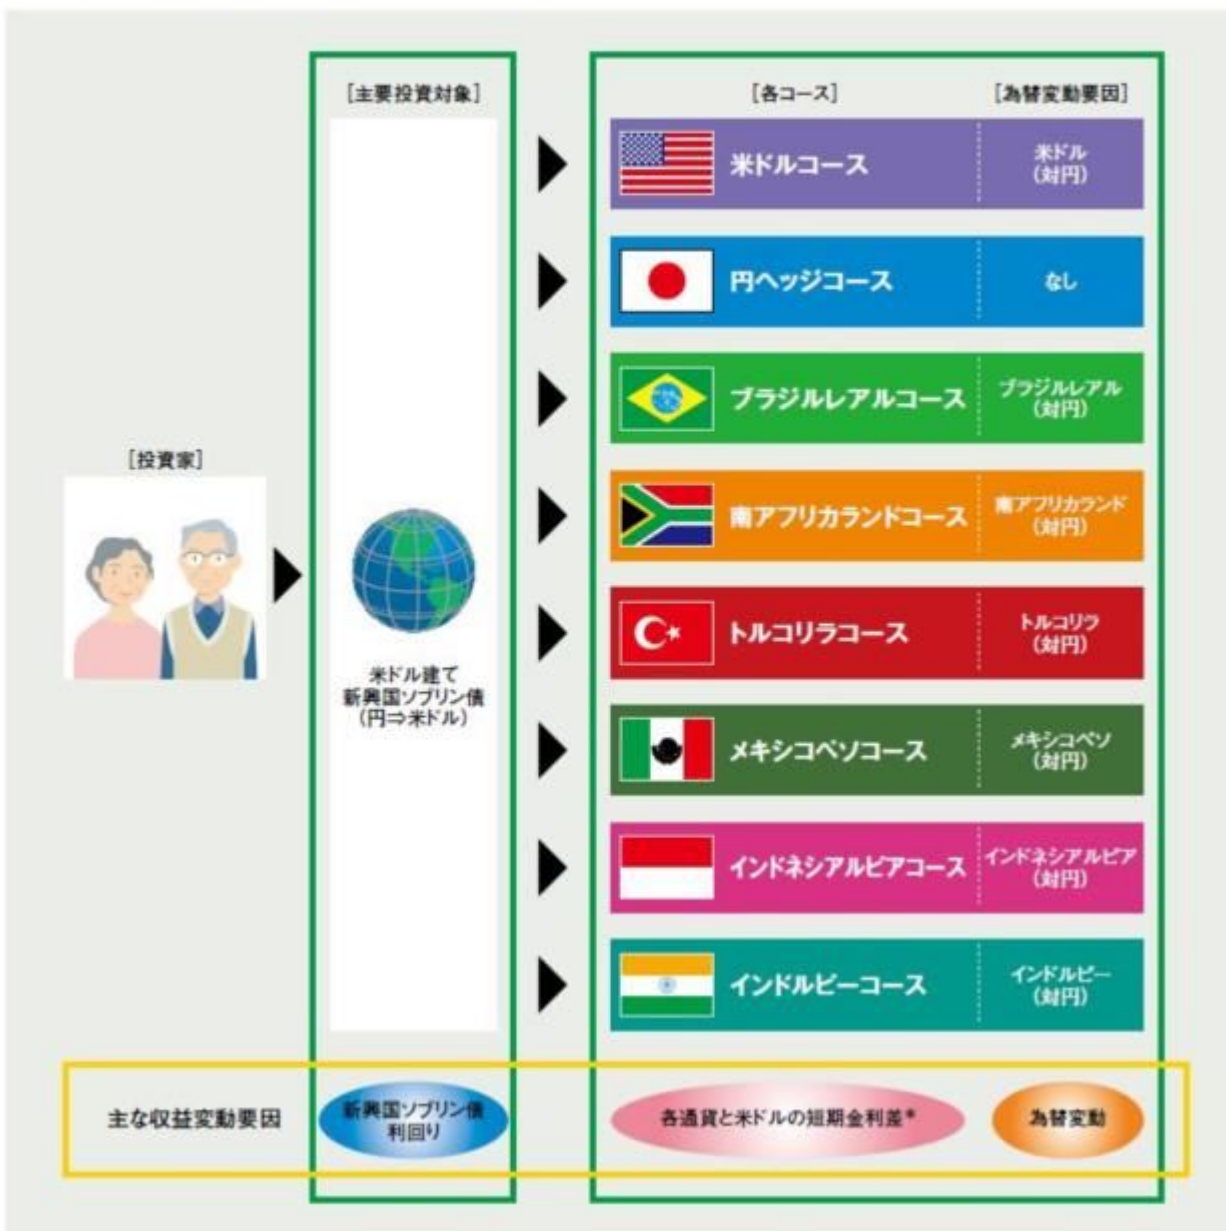 [主要投資対象]
[各コース]
[為替変動要因]
米ドルコース
米ドル
(対円)
円ヘッジコース
なし
ブラジルレアルコース
ブラジルレアル
(対円)
[投資家]
南アフリカランドコース
南アフリカランド
(対円)
トルコリラコース
トルコリラ
(対円)
米ドル建て
新興国ソブリン債
(円⇒米ドル)
メキシコペソコース
メキシコペソ
(対円)
インドネシアルピアコース
インドネシアルピア
(対円)
インドルピーコース
インドルピー
(対円)
主な収益変動要因
新興国ソブリン債
利回り
各通貨と米ドルの短期金利差*
為替変動